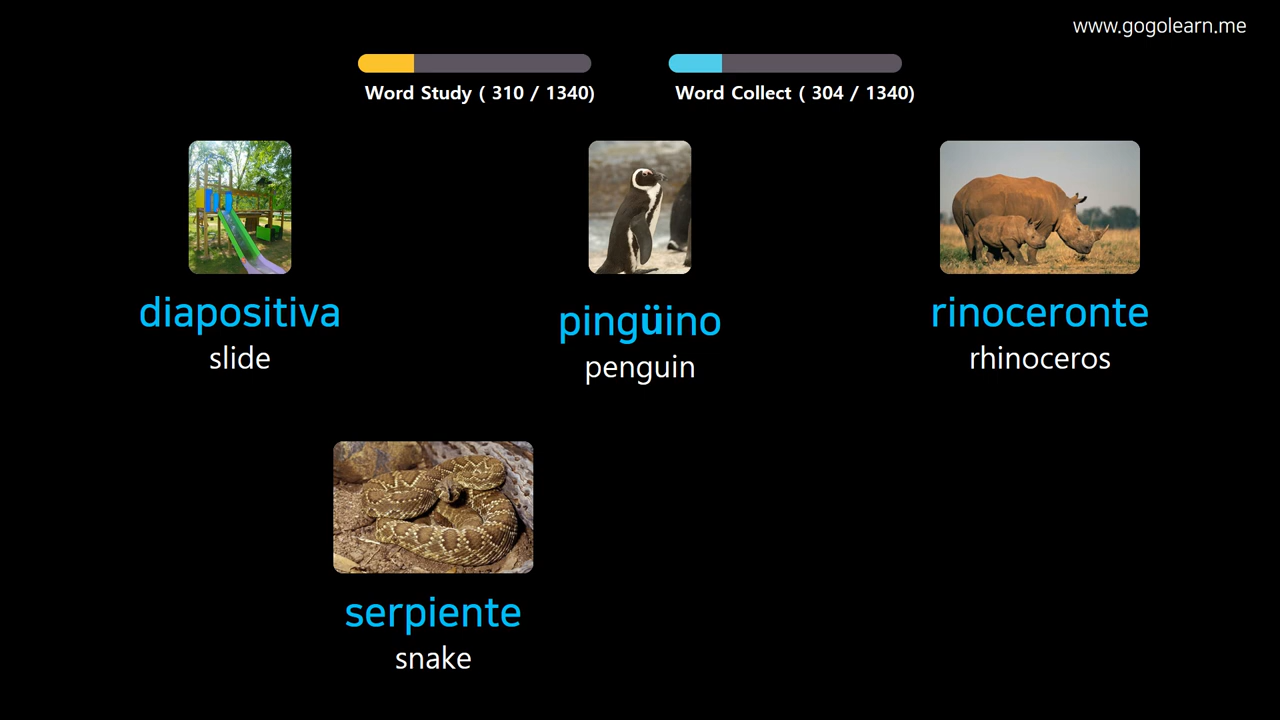 www.gogolearn.me
Word Study ( 310 / 1340)
Word Collect ( 304 / 1340)
diapositiva
slide
pingüino
penguin
rinoceronte
rhinoceros
serpiente
snake